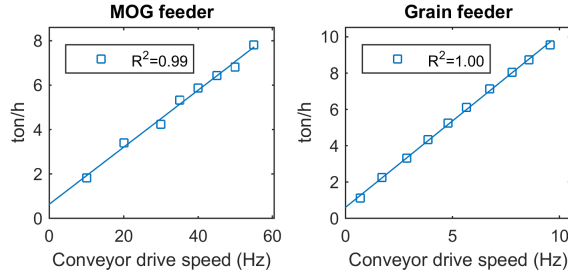 MOG feeder
R²=0.99
8
6
4
2
0
ton/h
0 20 40 60
Conveyor drive speed (Hz)
Grain feeder
R²=1.00
10
8
6
4
2
0
ton/h
0 5 10
Conveyor drive speed (Hz)